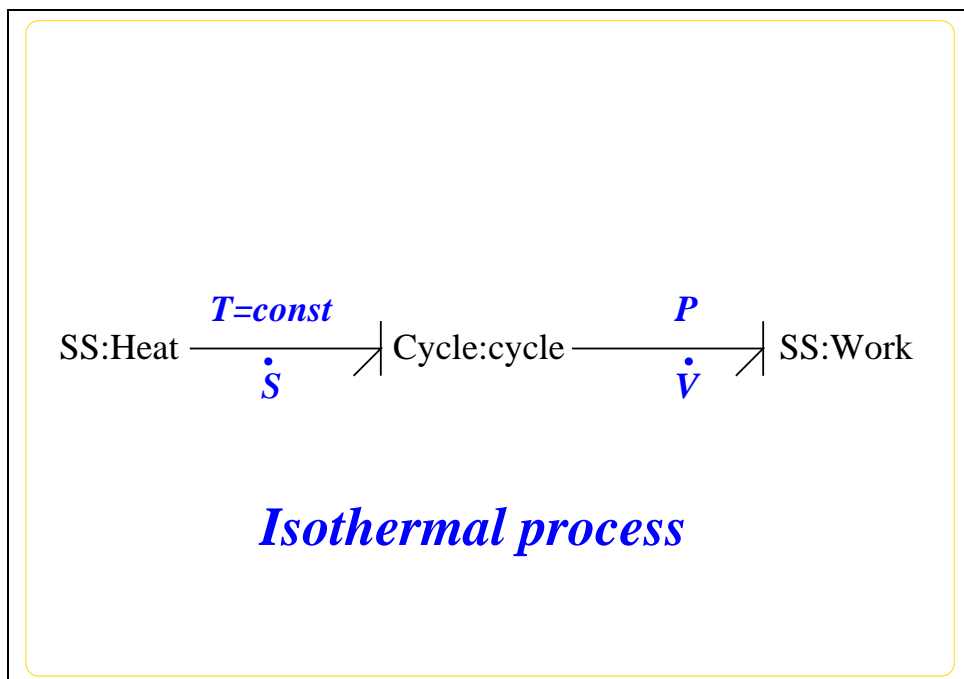 T=const P
SS:Heat Cycle:cycle SS:Work
Ṡ V̇
Isothermal process